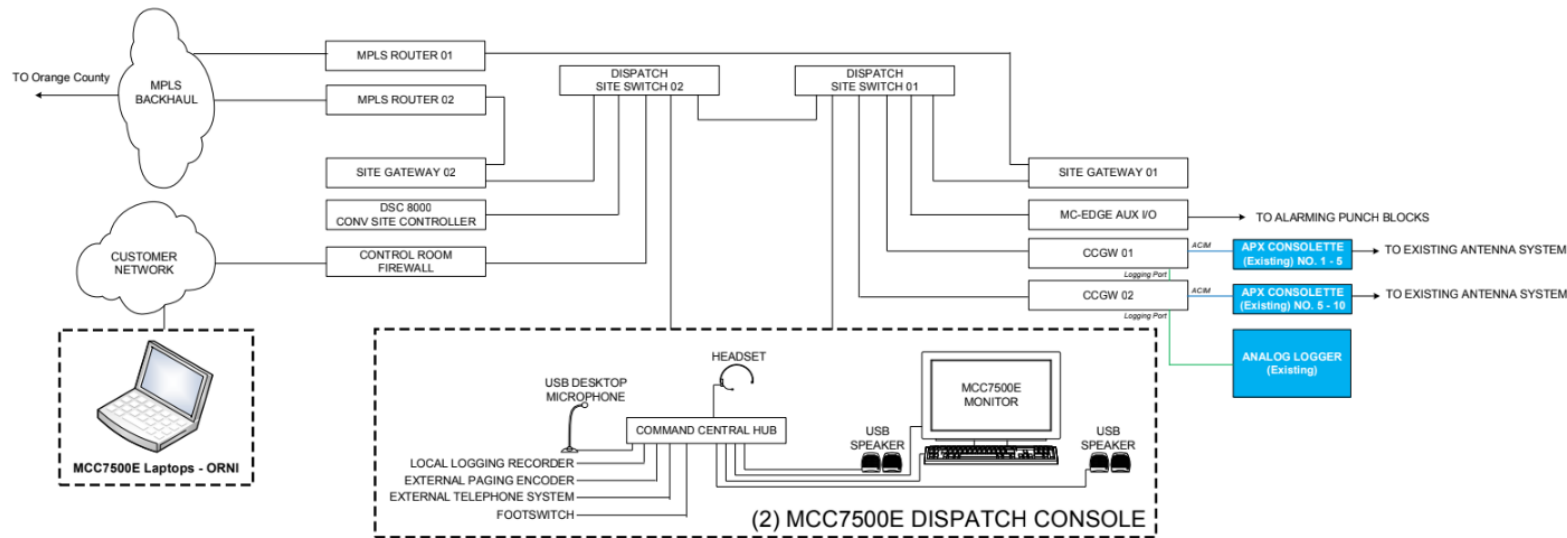 TO Orange County
MPLS
BACKHAUL
MPLS ROUTER 01
MPLS ROUTER 02
SITE GATEWAY 02
DSC 8000
CONV SITE CONTROLLER
CONTROL ROOM
FIREWALL
CUSTOMER
NETWORK
MCC7500E Laptops - ORNI
DISPATCH
SITE SWITCH 02
DISPATCH
SITE SWITCH 01
SITE GATEWAY 01
MC-EDGE AUX I/O
TO ALARMING PUNCH BLOCKS
CCGW 01
ACIM
APX CONSOLETTE
(Existing) NO. 1 - 5
TO EXISTING ANTENNA SYSTEM
Logging Port
CCGW 02
ACIM
APX CONSOLETTE
(Existing) NO. 5 - 10
TO EXISTING ANTENNA SYSTEM
Logging Port
ANALOG LOGGER
(Existing)
HEADSET
USB DESKTOP
MICROPHONE
COMMAND CENTRAL HUB
MCC7500E
MONITOR
USB
SPEAKER
USB
SPEAKER
LOCAL LOGGING RECORDER
EXTERNAL PAGING ENCODER
EXTERNAL TELEPHONE SYSTEM
FOOTSWITCH
(2) MCC7500E DISPATCH CONSOLE